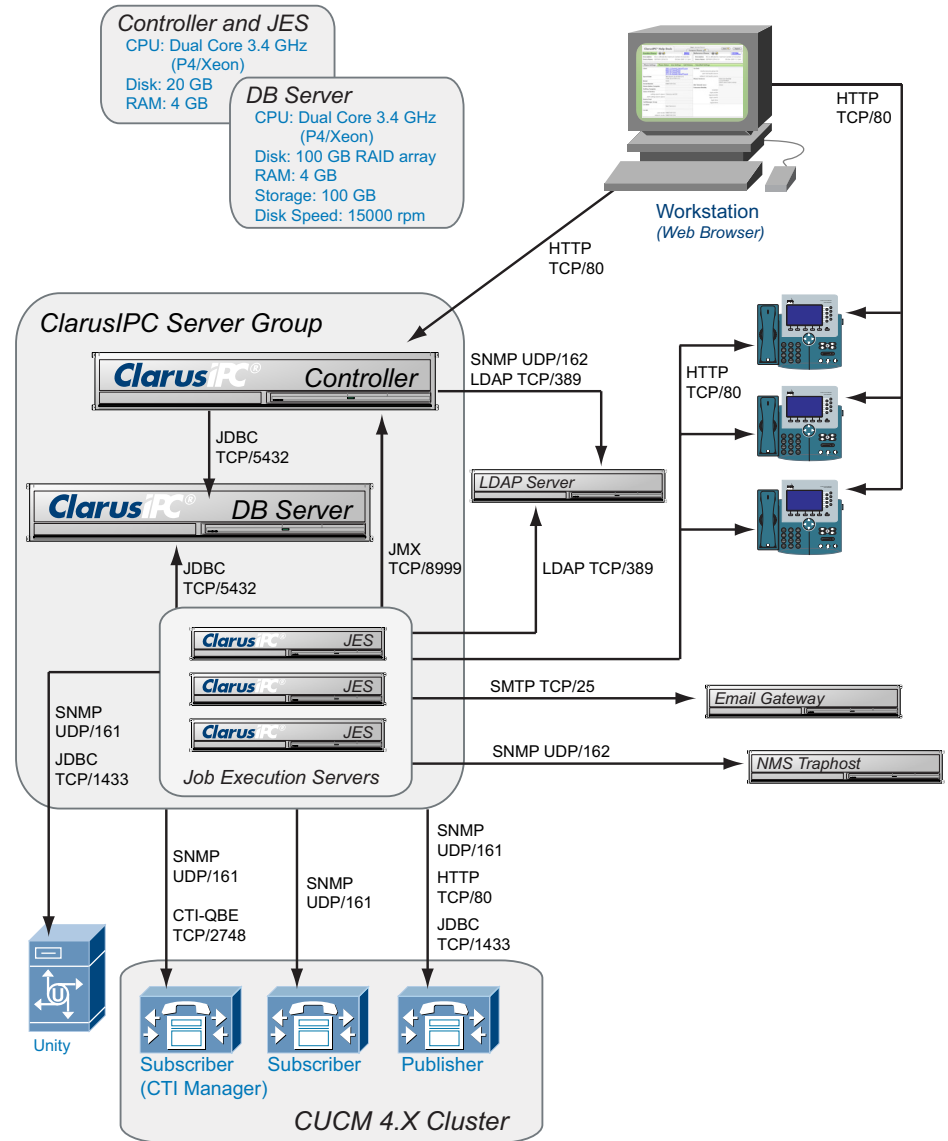 Controller and JES
CPU: Dual Core 3.4 GHz
(P4/Xeon)
Disk: 20 GB
RAM: 4 GB
DB Server
CPU: Dual Core 3.4 GHz
(P4/Xeon)
Disk: 100 GB RAID array
RAM: 4 GB
Storage: 100 GB
Disk Speed: 15000 rpm
HTTP
TCP/80
Workstation
(Web Browser)
HTTP
TCP/80
ClarusIPC Server Group
ClarusIPC® Controller
SNMP UDP/162
LDAP TCP/389
HTTP
TCP/80
JDBC
TCP/5432
LDAP Server
ClarusIPC® DB Server
JDBC
TCP/5432
JMX
TCP/8999
LDAP TCP/389
ClarusIPC® JES
ClarusIPC® JES
ClarusIPC® JES
Job Execution Servers
SMTP TCP/25
Email Gateway
SNMP UDP/162
NMS Traphost
SNMP
UDP/161
JDBC
TCP/1433
SNMP
UDP/161
CTI-QBE
TCP/2748
SNMP
UDP/161
SNMP
UDP/161
HTTP
TCP/80
JDBC
TCP/1433
U
Unity
Subscriber
(CTI Manager)
Subscriber
Publisher
CUCM 4.X Cluster